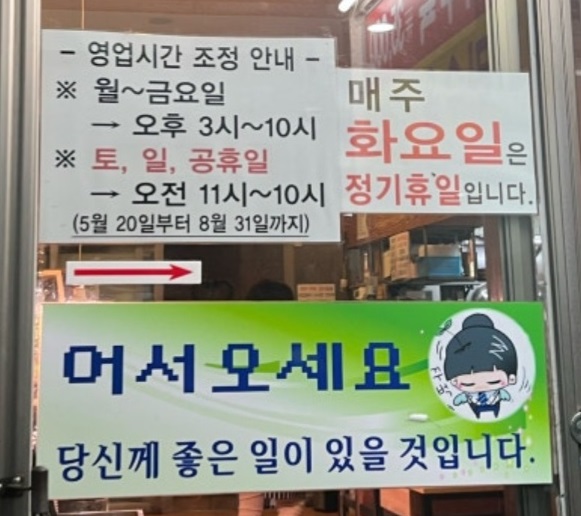 - 영업시간 조정 안내 -
※ 월~금요일
→ 오후 3시~10시
※ 토, 일, 공휴일
→ 오전 11시~10시
(5월 20일부터 8월 31일까지)
매주
화요일은
정기휴일입니다.
어서오세요
당신께 좋은 일이 있을 것입니다.